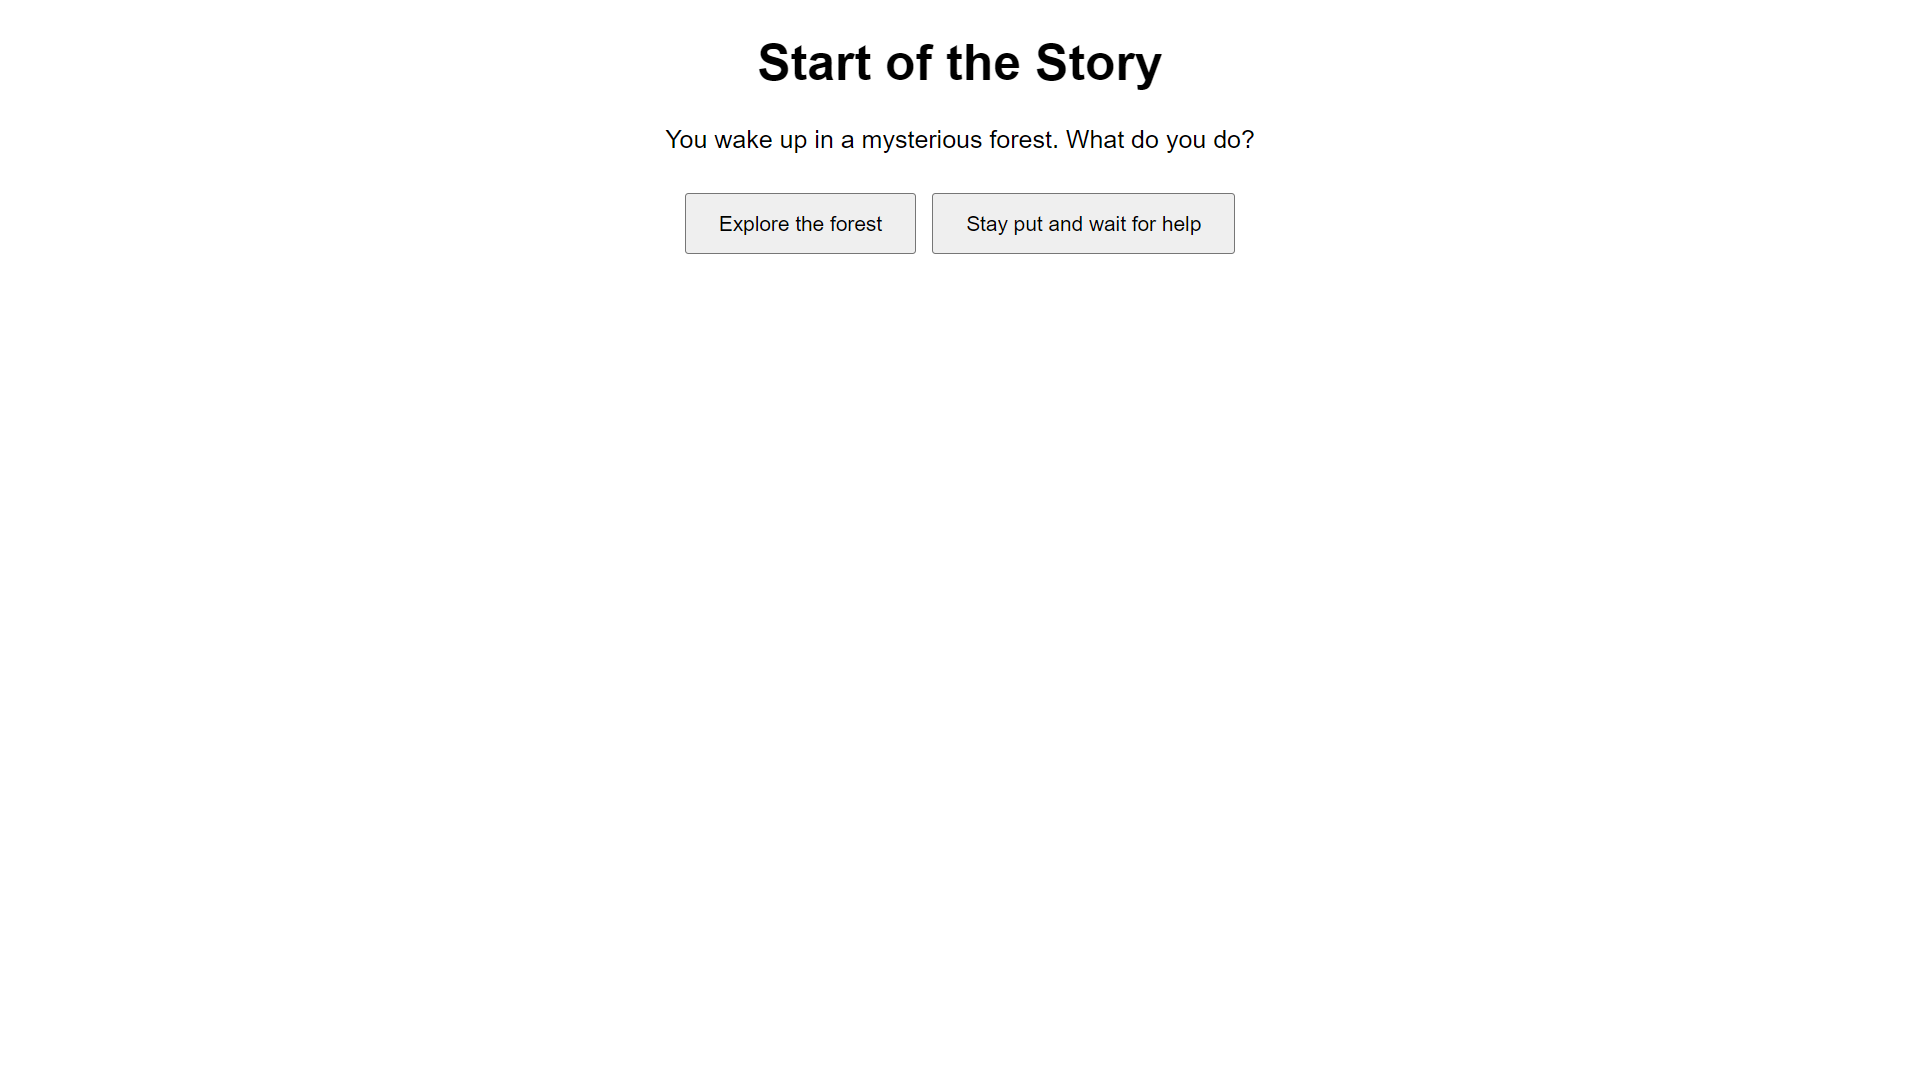 Start of the Story
You wake up in a mysterious forest. What do you do?
Explore the forest
Stay put and wait for help